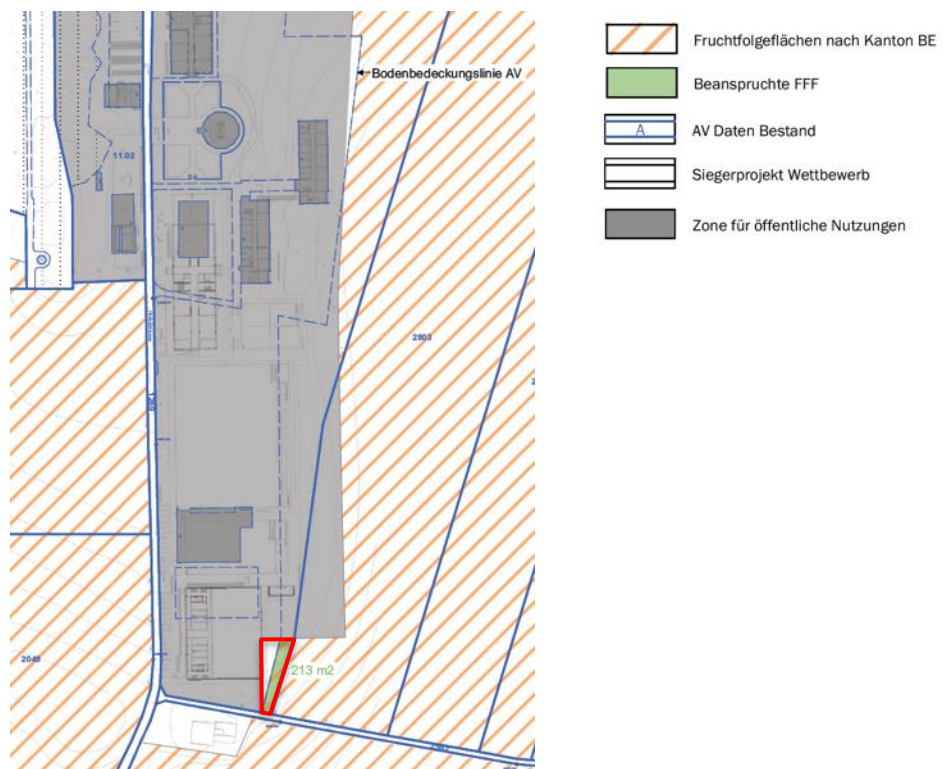 Bodenbedeckungslinie AV
11.02
2803
213 m2
2049
Fruchtfolgeflächen nach Kanton BE
Beanspruchte FFF
A
AV Daten Bestand
Siegerprojekt Wettbewerb
Zone für öffentliche Nutzungen